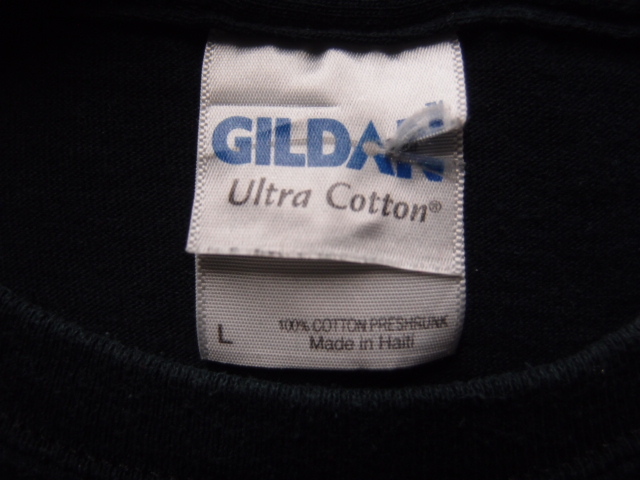 GILDAN
Ultra Cotton®
L
100% COTTON PRESHRUNK
Made in Haiti